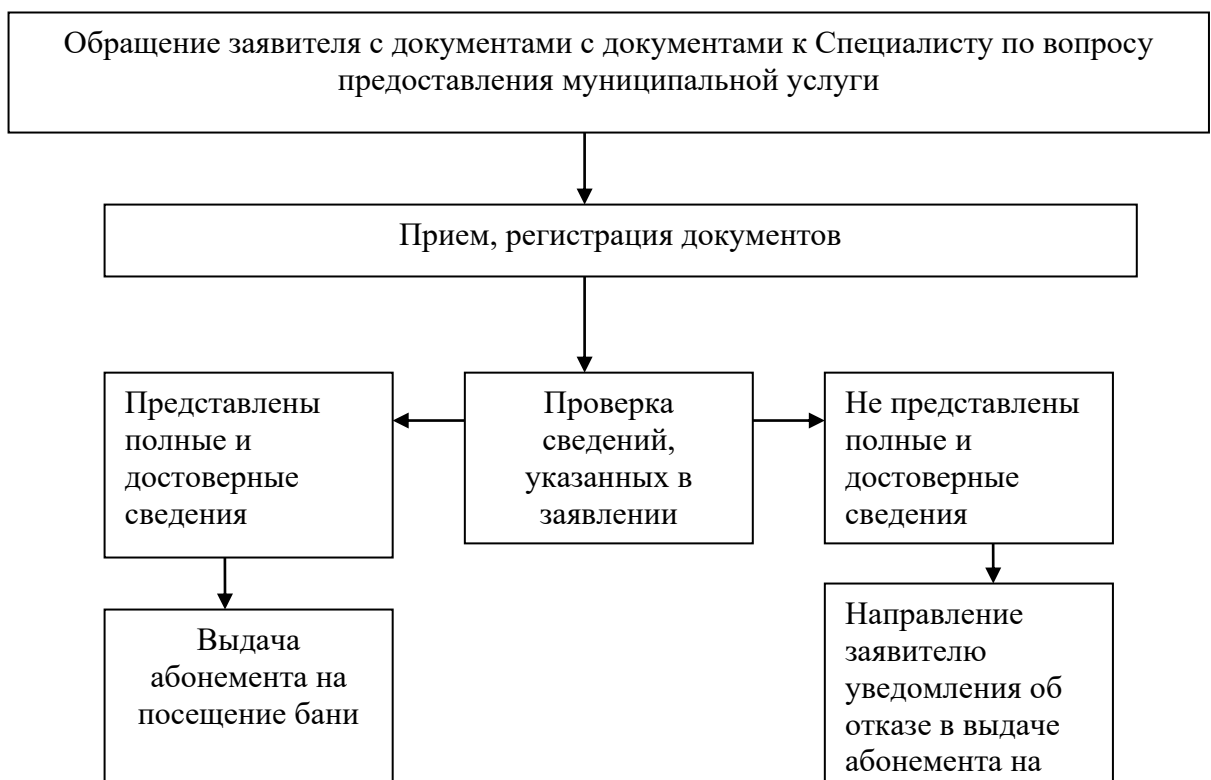 Обращение заявителя с документами с документами к Специалисту по вопросу
предоставления муниципальной услуги
Прием, регистрация документов
Представлены
полные и
достоверные
сведения
Проверка
сведений,
указанных в
заявлении
Не представлены
полные и
достоверные
сведения
Выдача
абонемента на
посещение бани
Направление
заявителю
уведомления об
отказе в выдаче
абонемента на